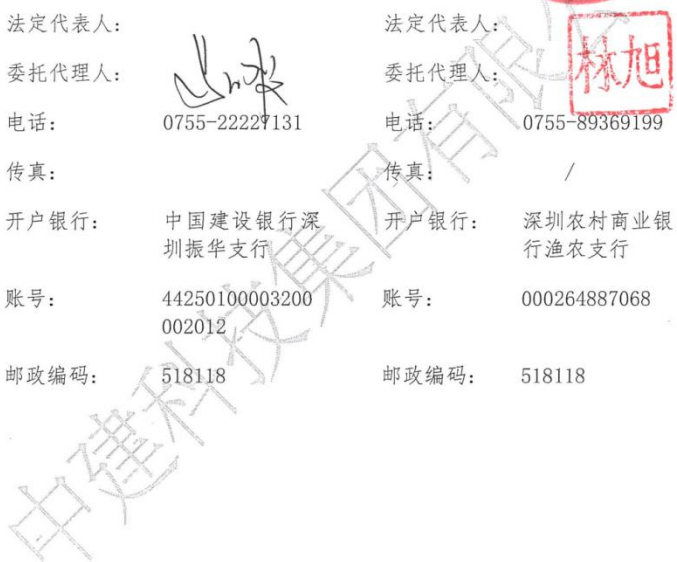 法定代表人： 法定代表人：
委托代理人： 委托代理人：
林旭
电话： 0755-22227131 电话： 0755-89369199
传真： 传真： /
开户银行： 中国建设银行深 开户银行： 深圳农村商业银
圳振华支行 行渔农支行
账号： 44250100003200 账号： 000264887068
002012
邮政编码： 518118 邮政编码： 518118
中建科技集团有限公